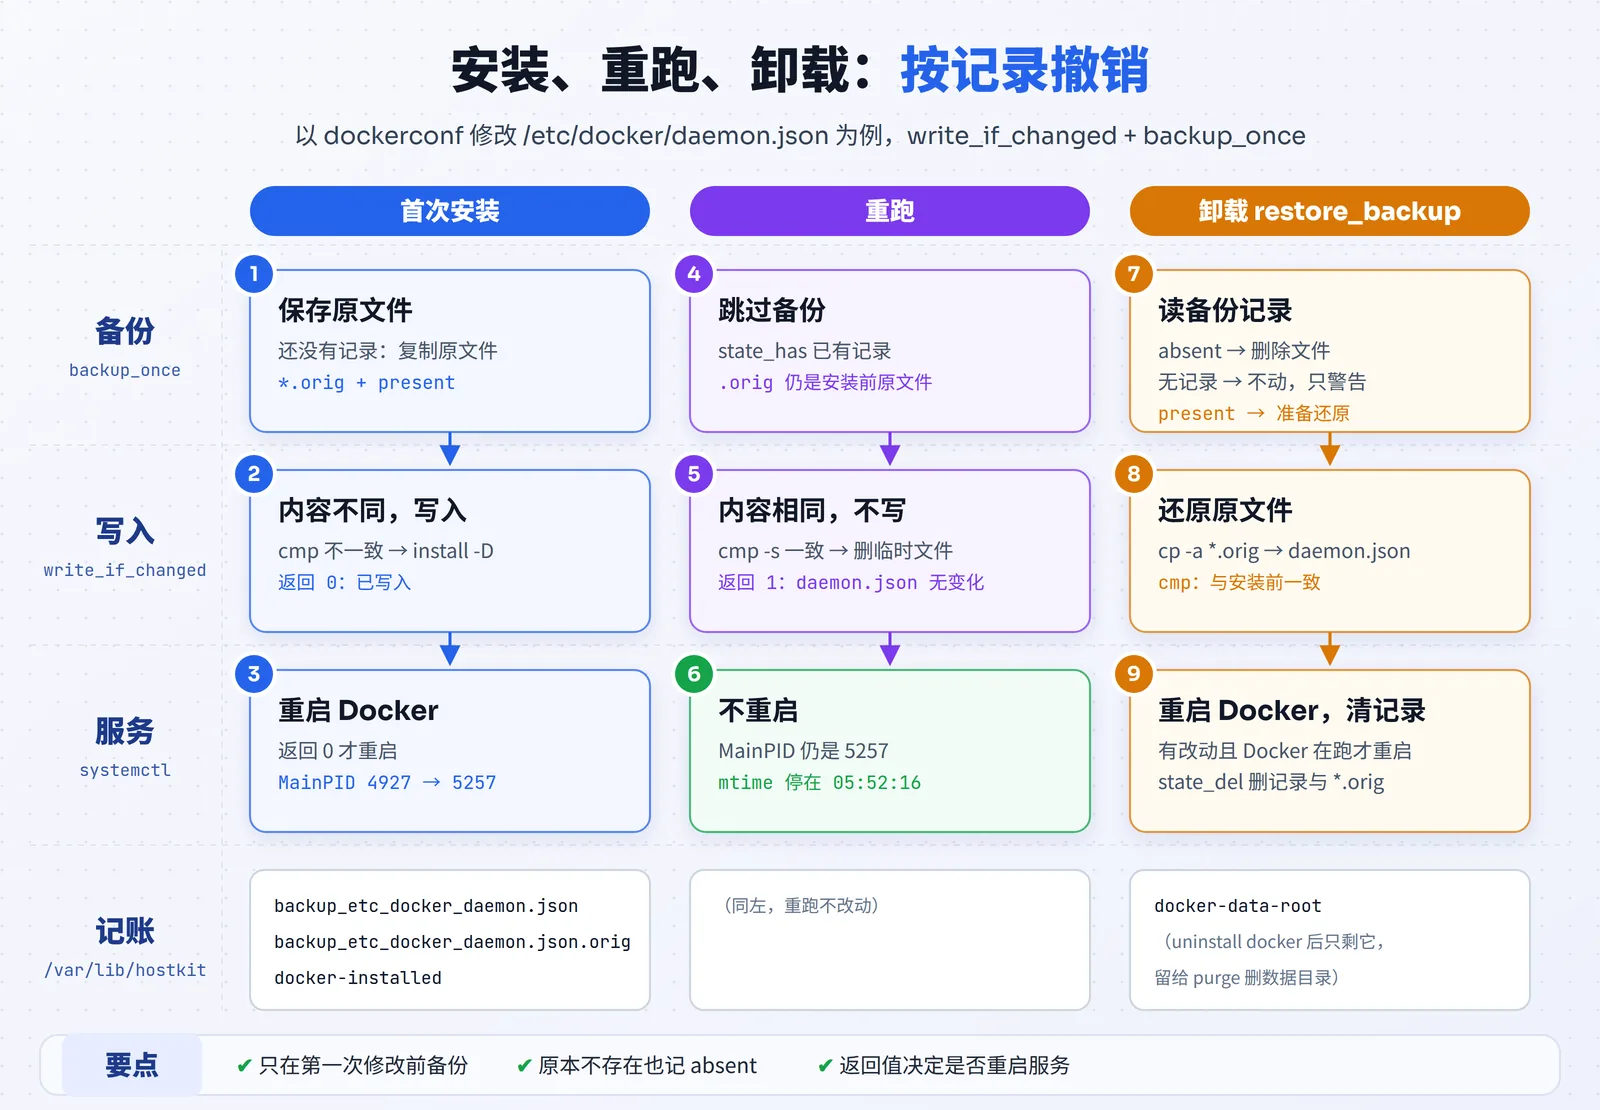 安装、重跑、卸载：按记录撤销
以 dockerconf 修改 /etc/docker/daemon.json 为例，write_if_changed + backup_once
首次安装
重跑
卸载 restore_backup
备份
backup_once
1
保存原文件
还没有记录：复制原文件
*.orig + present
4
跳过备份
state_has 已有记录
.orig 仍是安装前原文件
7
读备份记录
absent → 删除文件
无记录 → 不动，只警告
present → 准备还原
写入
write_if_changed
2
内容不同，写入
cmp 不一致 → install -D
返回 0：已写入
5
内容相同，不写
cmp -s 一致 → 删临时文件
返回 1：daemon.json 无变化
8
还原原文件
cp -a *.orig → daemon.json
cmp：与安装前一致
服务
systemctl
3
重启 Docker
返回 0 才重启
MainPID 4927 → 5257
6
不重启
MainPID 仍是 5257
mtime 停在 05:52:16
9
重启 Docker，清记录
有改动且 Docker 在跑才重启
state_del 删记录与 *.orig
记账
/var/lib/hostkit
backup_etc_docker_daemon.json
backup_etc_docker_daemon.json.orig
docker-installed
（同左，重跑不改动）
docker-data-root
（uninstall docker 后只剩它，
留给 purge 删数据目录）
要点
✔ 只在第一次修改前备份
✔ 原本不存在也记 absent
✔ 返回值决定是否重启服务